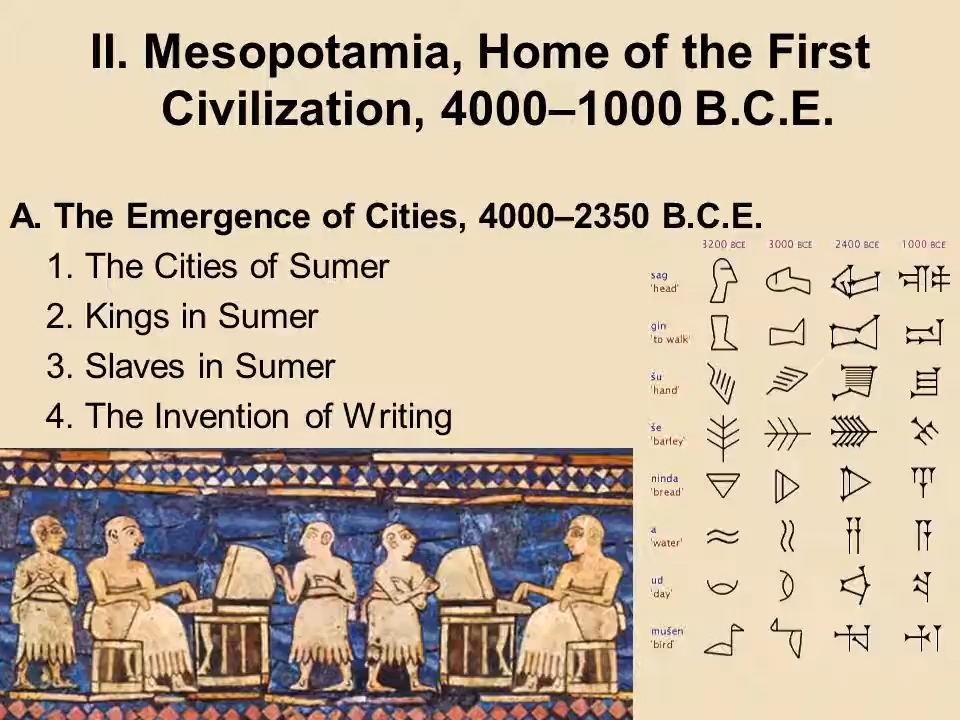 II. Mesopotamia, Home of the First
Civilization, 4000–1000 B.C.E.
A. The Emergence of Cities, 4000–2350 B.C.E.
1. The Cities of Sumer
2. Kings in Sumer
3. Slaves in Sumer
4. The Invention of Writing
3200 BCE 3000 BCE 2400 BCE 1000 BCE
sag
'head'
gin
'to walk'
šu
'hand'
še
'barley'
ninda
'bread'
a
'water'
ud
'day'
mušen
'bird'